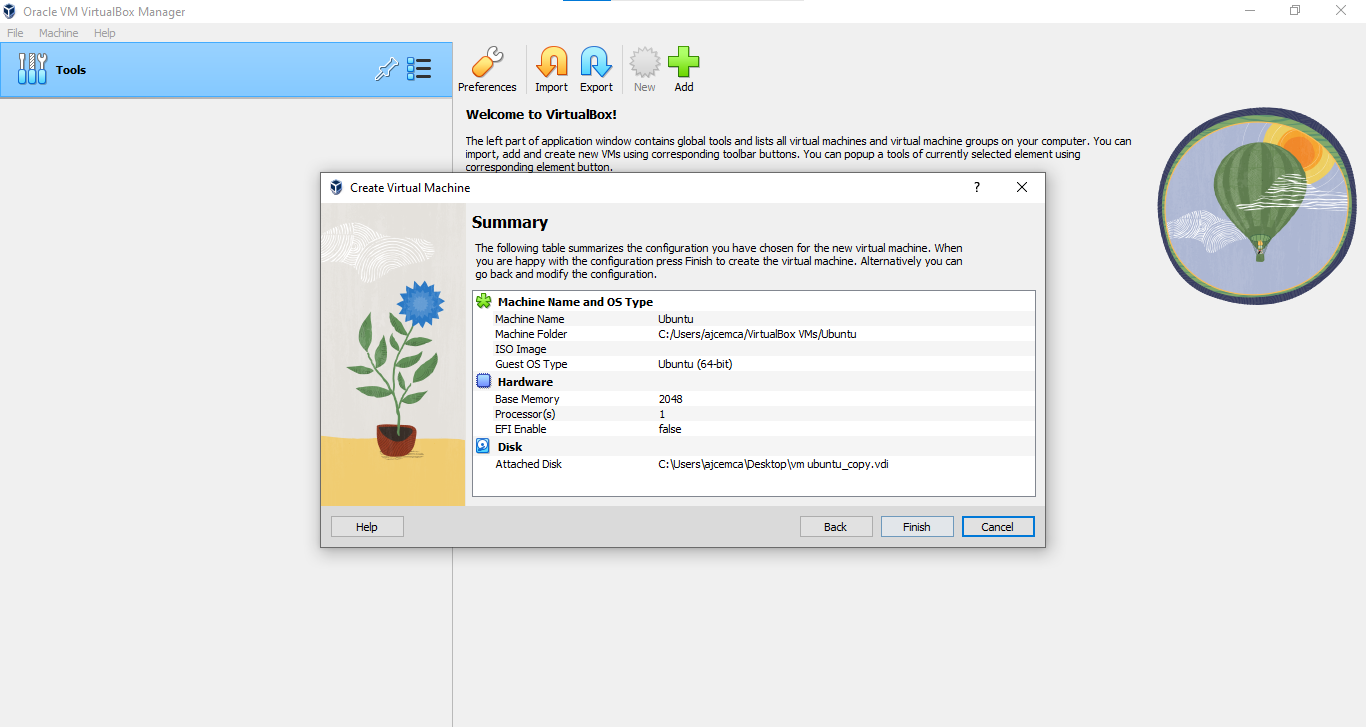 Oracle VM VirtualBox Manager
File Machine Help
Tools
Preferences Import Export New Add
Welcome to VirtualBox!
The left part of application window contains global tools and lists all virtual machines and virtual machine groups on your computer. You can
import, add and create new VMs using corresponding toolbar buttons. You can popup a tools of currently selected element using
corresponding element button.
Create Virtual Machine ?
Summary
The following table summarizes the configuration you have chosen for the new virtual machine. When
you are happy with the configuration press Finish to create the virtual machine. Alternatively you can
go back and modify the configuration.
Machine Name and OS Type
Machine Name Ubuntu
Machine Folder C:/Users/ajcemca/VirtualBox VMs/Ubuntu
ISO Image
Guest OS Type Ubuntu (64-bit)
Hardware
Base Memory 2048
Processor(s) 1
EFI Enable false
Disk
Attached Disk C:\Users\ajcemca\Desktop\vm ubuntu_copy.vdi
Help Back Finish Cancel